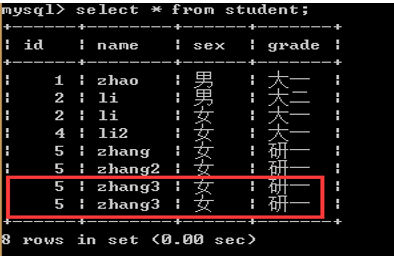 mysql> select * from student;
+------+--------+------+-------+
| id | name | sex | grade |
+------+--------+------+-------+
| 1 | zhao | 男 | 大一 |
| 2 | li | 男 | 大二 |
| 2 | li | 女 | 大一 |
| 4 | li2 | 女 | 大一 |
| 5 | zhang | 女 | 研一 |
| 5 | zhang2 | 女 | 研一 |
| 5 | zhang3 | 女 | 研一 |
| 5 | zhang3 | 女 | 研一 |
+------+--------+------+-------+
8 rows in set (0.00 sec)